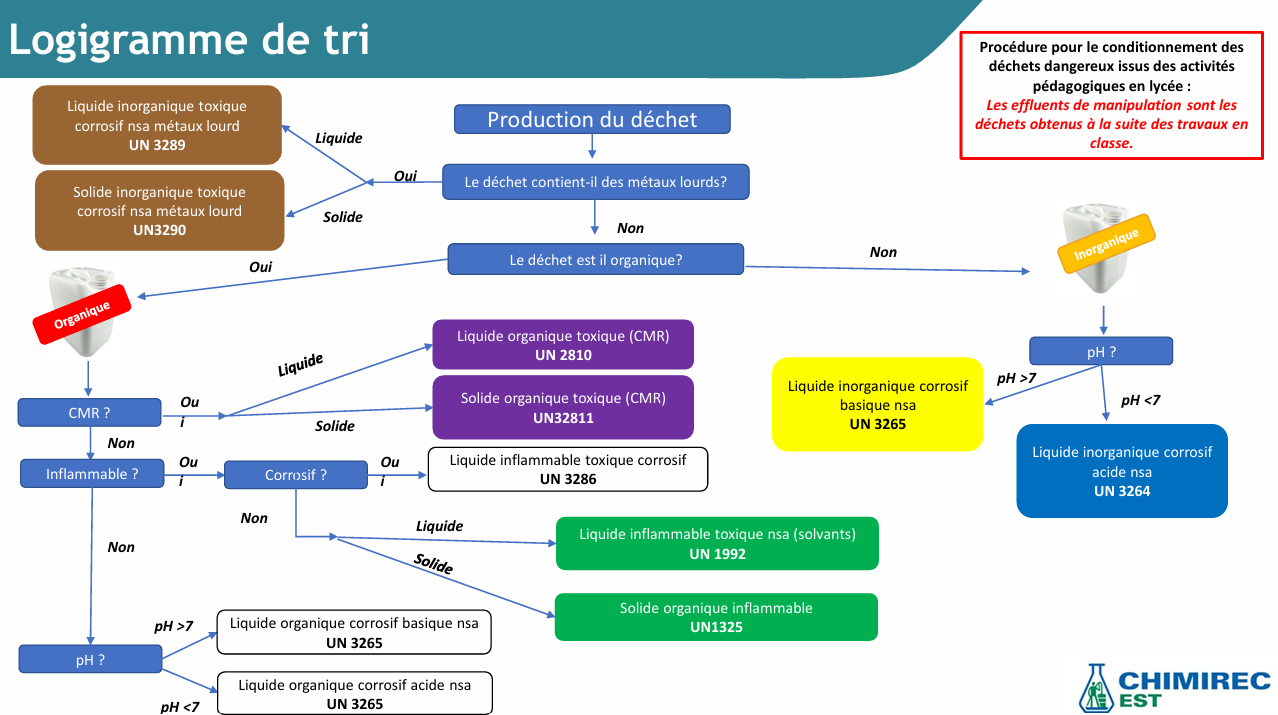 Logigramme de tri
Procédure pour le conditionnement des
déchets dangereux issus des activités
pédagogiques en lycée :
Les effluents de manipulation sont les
déchets obtenus à la suite des travaux en
classe.
Liquide inorganique toxique
corrosif nsa métaux lourd
UN 3289
Liquide
Production du déchet
Oui
Le déchet contient-il des métaux lourds?
Solide inorganique toxique
corrosif nsa métaux lourd
UN3290
Solide
Non
Oui
Le déchet est il organique?
Non
Inorganique
Organique
Liquide
Liquide organique toxique (CMR)
UN 2810
pH ?
pH >7
pH <7
Liquide inorganique corrosif
basique nsa
UN 3265
CMR ?
Ou
i
Solide
Solide organique toxique (CMR)
UN32811
Liquide inorganique corrosif
acide nsa
UN 3264
Non
Inflammable ?
Ou
i
Corrosif ?
Ou
i
Liquide inflammable toxique corrosif
UN 3286
Non
Non
Liquide
Liquide inflammable toxique nsa (solvants)
UN 1992
Solide
Solide organique inflammable
UN1325
pH >7
Liquide organique corrosif basique nsa
UN 3265
pH ?
pH <7
Liquide organique corrosif acide nsa
UN 3265
CHIMIREC
EST